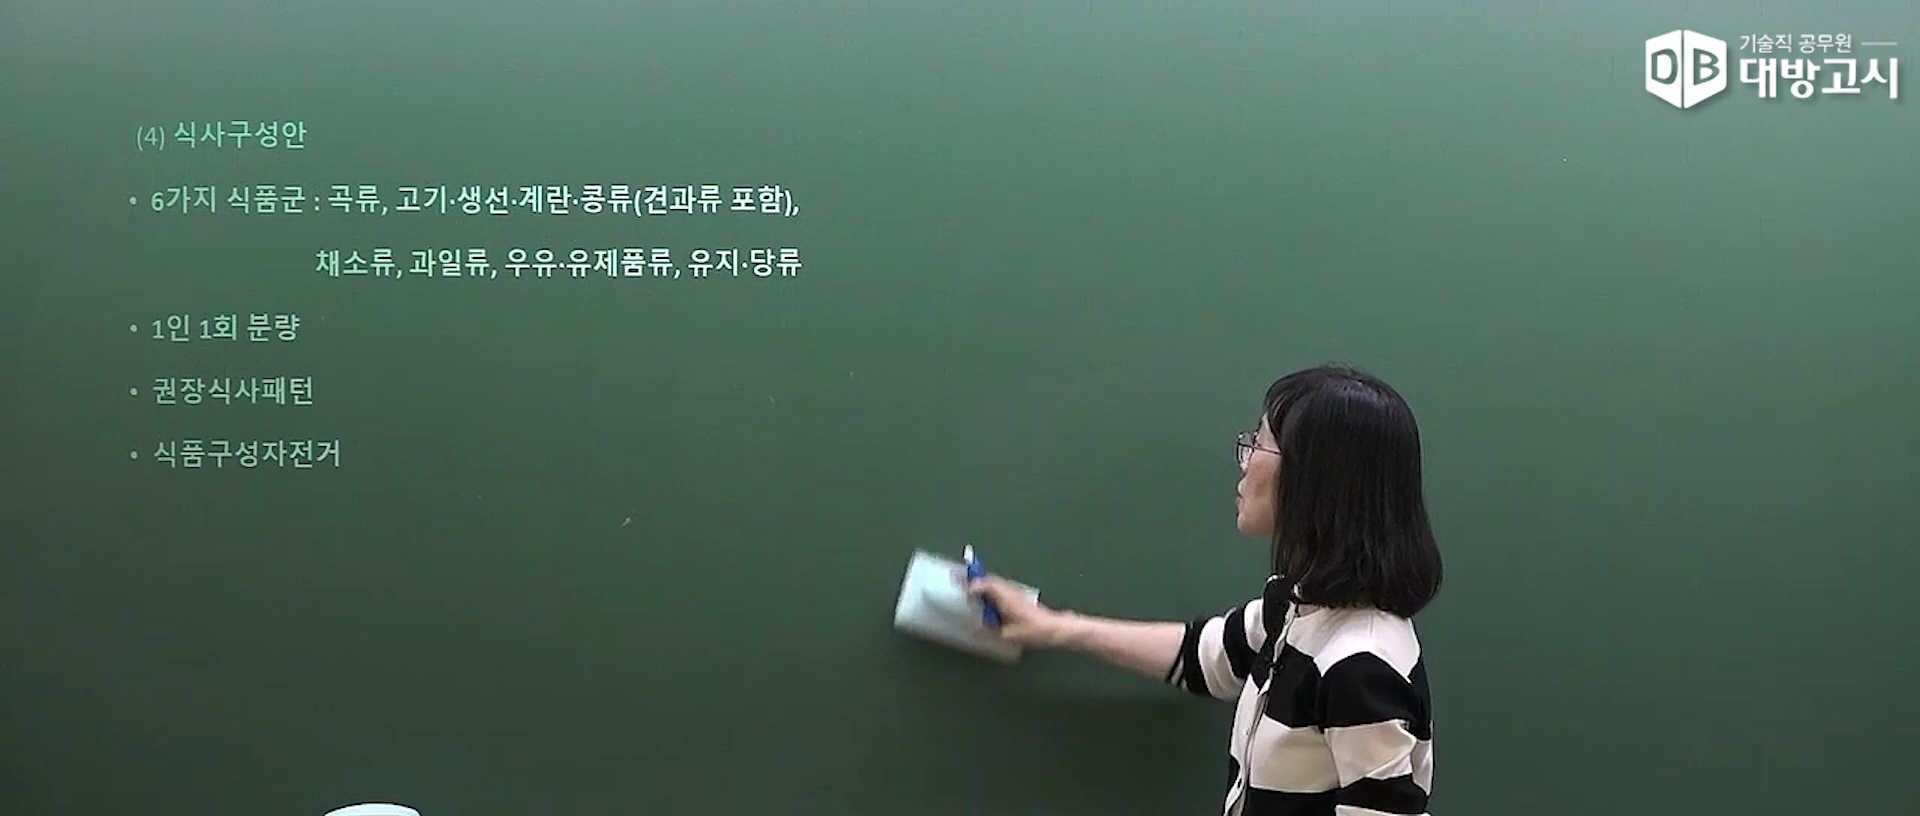 기술직 공무원
대방고시
(4) 식사구성안
• 6가지 식품군 : 곡류, 고기·생선·계란·콩류(견과류 포함),
채소류, 과일류, 우유·유제품류, 유지·당류
• 1인 1회 분량
• 권장식사패턴
• 식품구성자전거